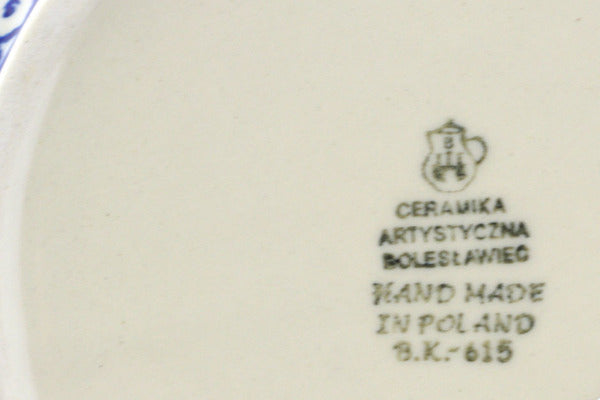 B
CERAMIKA
ARTYSTYCZNA
BOLESŁAWIEC
HAND MADE
IN POLAND
B.K.-615